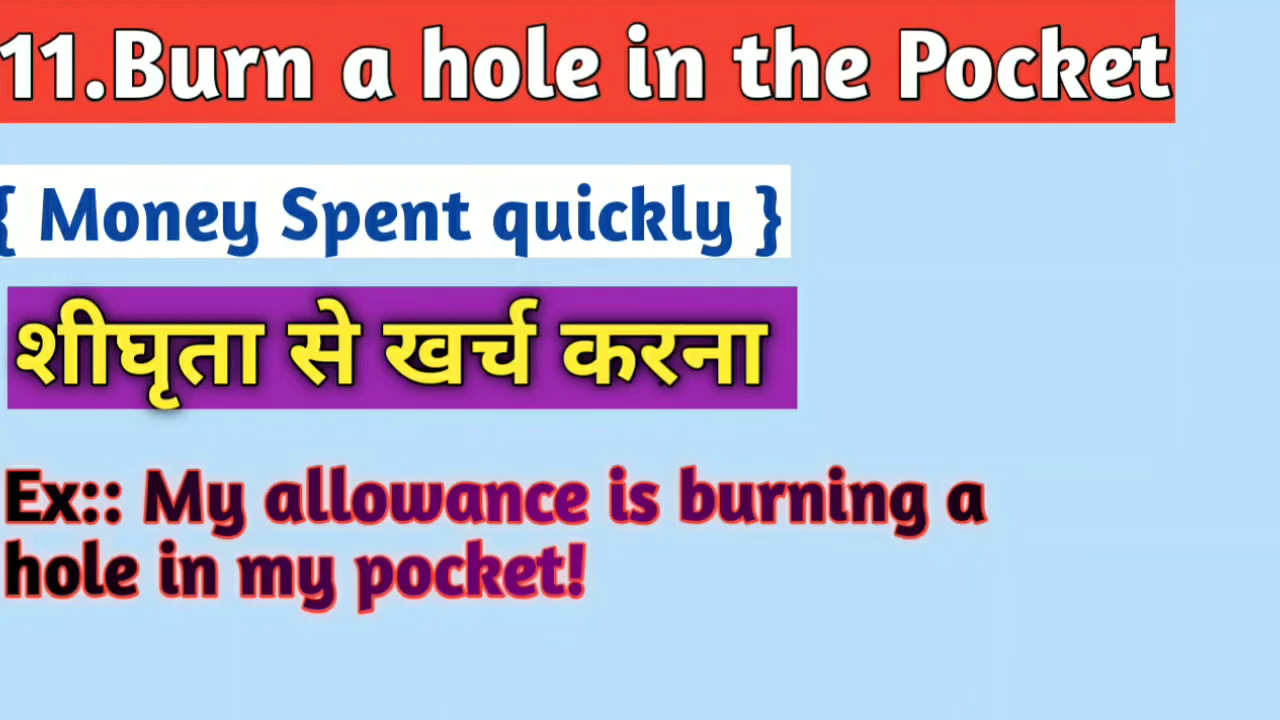 11.Burn a hole in the Pocket
{ Money Spent quickly }
शीघृता से खर्च करना
Ex:: My allowance is burning a
hole in my pocket!